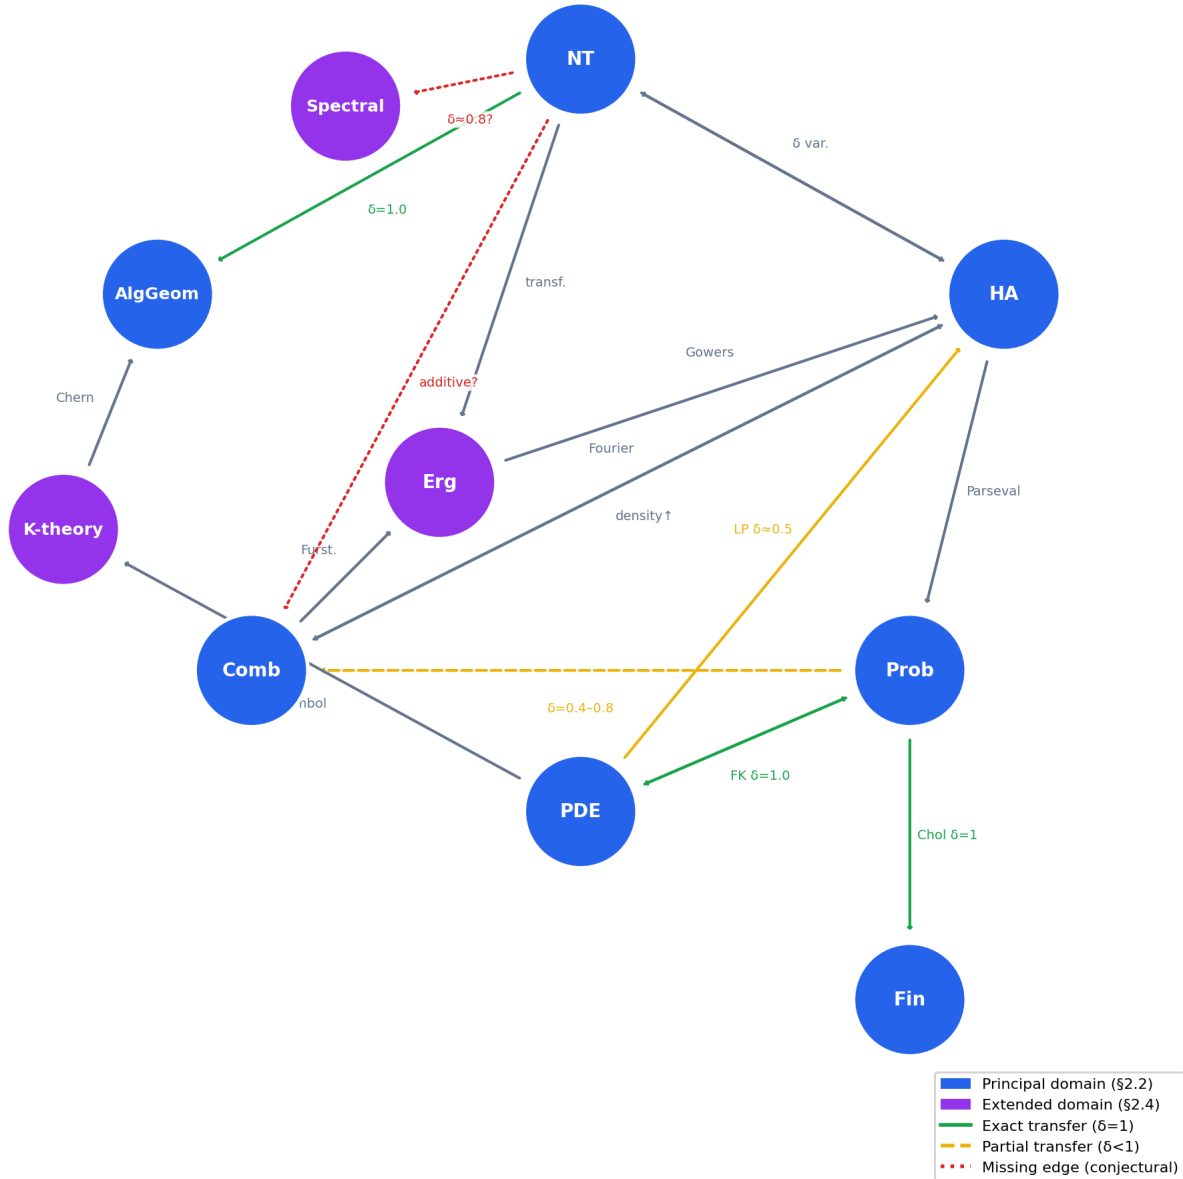 NT
Spectral
δ≈0.8?
δ var.
δ=1.0
transf.
AlgGeom
HA
Gowers
additive?
Chern
Fourier
Erg
Parseval
density↑
LP δ≈0.5
K-theory
Furst.
Comb
Prob
nbol
δ=0.4–0.8
FK δ=1.0
PDE
Chol δ=1
Fin
Principal domain (§2.2)
Extended domain (§2.4)
Exact transfer (δ=1)
Partial transfer (δ<1)
Missing edge (conjectural)